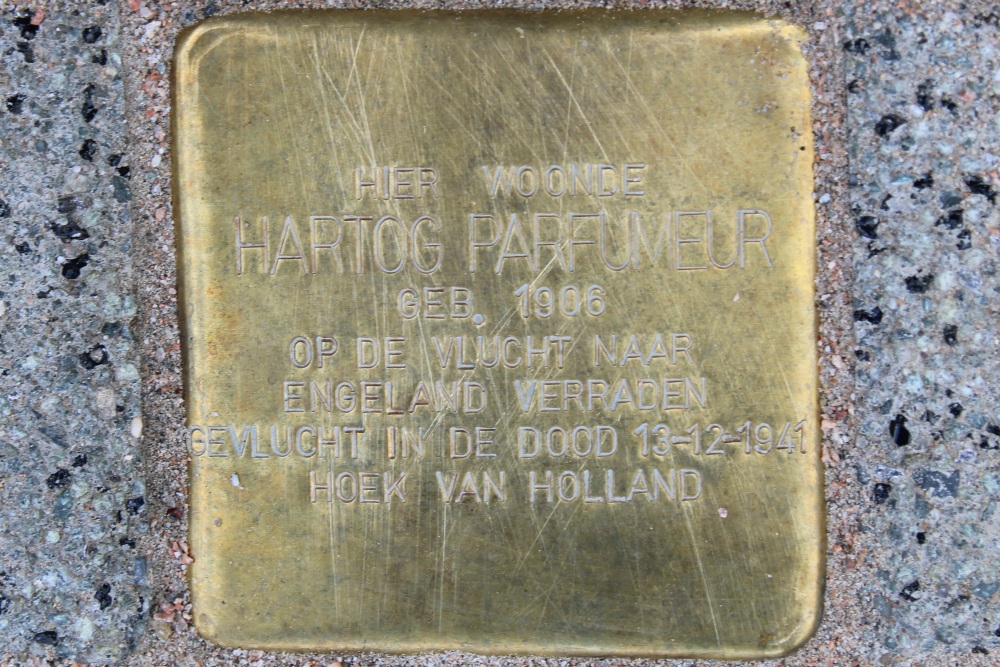 HIER WOONDE
HARTOG PARFUMEUR
GEB. 1906
OP DE VLUCHT NAAR
ENGELAND VERRADEN
GEVLUCHT IN DE DOOD 13-12-1941
HOEK VAN HOLLAND